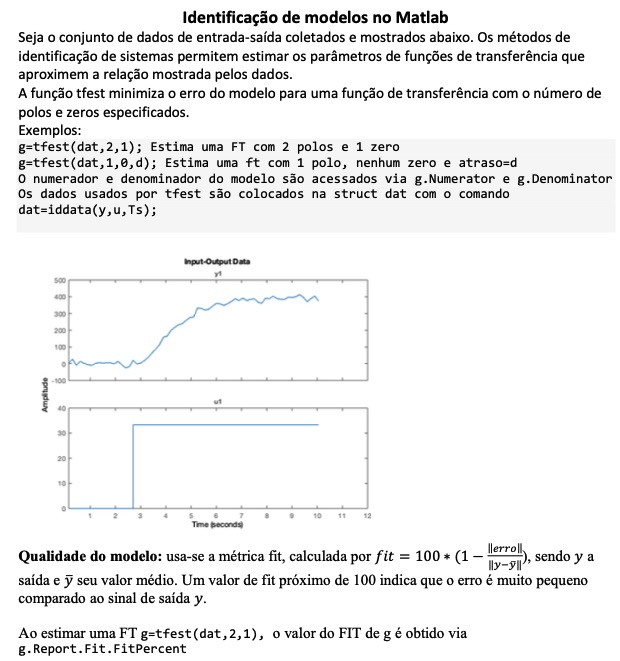 Identificação de modelos no Matlab
Seja o conjunto de dados de entrada-saída coletados e mostrados abaixo. Os métodos de
identificação de sistemas permitem estimar os parâmetros de funções de transferência que
aproximem a relação mostrada pelos dados.
A função tfest minimiza o erro do modelo para uma função de transferência com o número de
polos e zeros especificados.
Exemplos:
g=tfest(dat,2,1); Estima uma FT com 2 polos e 1 zero
g=tfest(dat,1,0,d); Estima uma ft com 1 polo, nenhum zero e atraso=d
O numerador e denominador do modelo são acessados via g.Numerator e g.Denominator
Os dados usados por tfest são colocados na struct dat com o comando
dat=iddata(y,u,Ts);
Input-Output Data
y1
500
400
300
200
100
0
-100
Amplitude
u1
40
30
20
10
0
1 2 3 4 5 6 7 8 9 10 11 12
Time (seconds)
Qualidade do modelo: usa-se a métrica fit, calculada por fit = 100 ∗ (1 − ‖erro‖/‖y−ȳ‖), sendo y a
saída e ȳ seu valor médio. Um valor de fit próximo de 100 indica que o erro é muito pequeno
comparado ao sinal de saída y.
Ao estimar uma FT g=tfest(dat,2,1), o valor do FIT de g é obtido via
g.Report.Fit.FitPercent